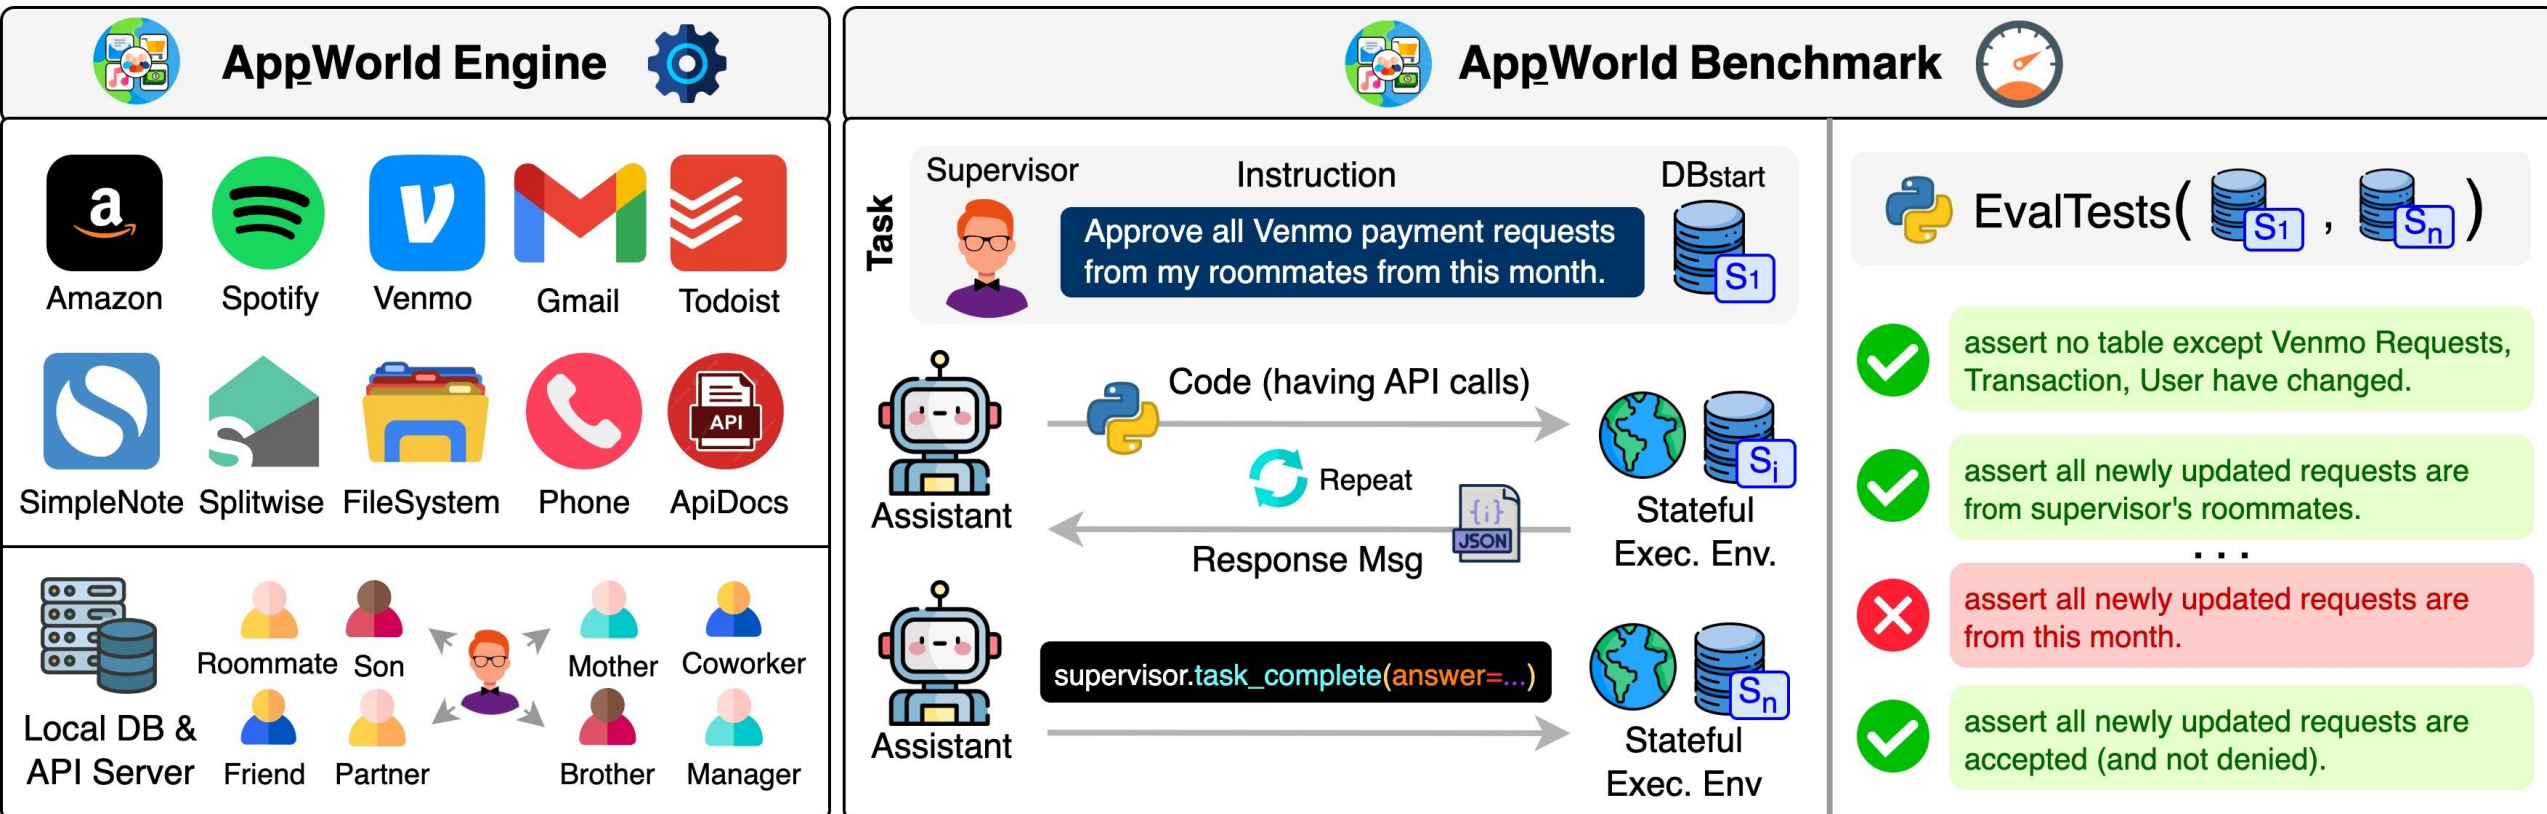 AppWorld Engine
Amazon
Spotify
Venmo
Gmail
Todoist
SimpleNote
Splitwise
FileSystem
Phone
API
ApiDocs
Local DB &
API Server
Roommate
Son
Mother
Coworker
Friend
Partner
Brother
Manager
AppWorld Benchmark
Task
Supervisor
Instruction
DBstart
Approve all Venmo payment requests
from my roommates from this month.
S1
Assistant
Code (having API calls)
Repeat
{i}
JSON
Response Msg
Si
Stateful
Exec. Env.
Assistant
supervisor.task_complete(answer=...)
Sn
Stateful
Exec. Env
EvalTests( S1 , Sn )
assert no table except Venmo Requests,
Transaction, User have changed.
assert all newly updated requests are
from supervisor's roommates.
...
assert all newly updated requests are
from this month.
assert all newly updated requests are
accepted (and not denied).